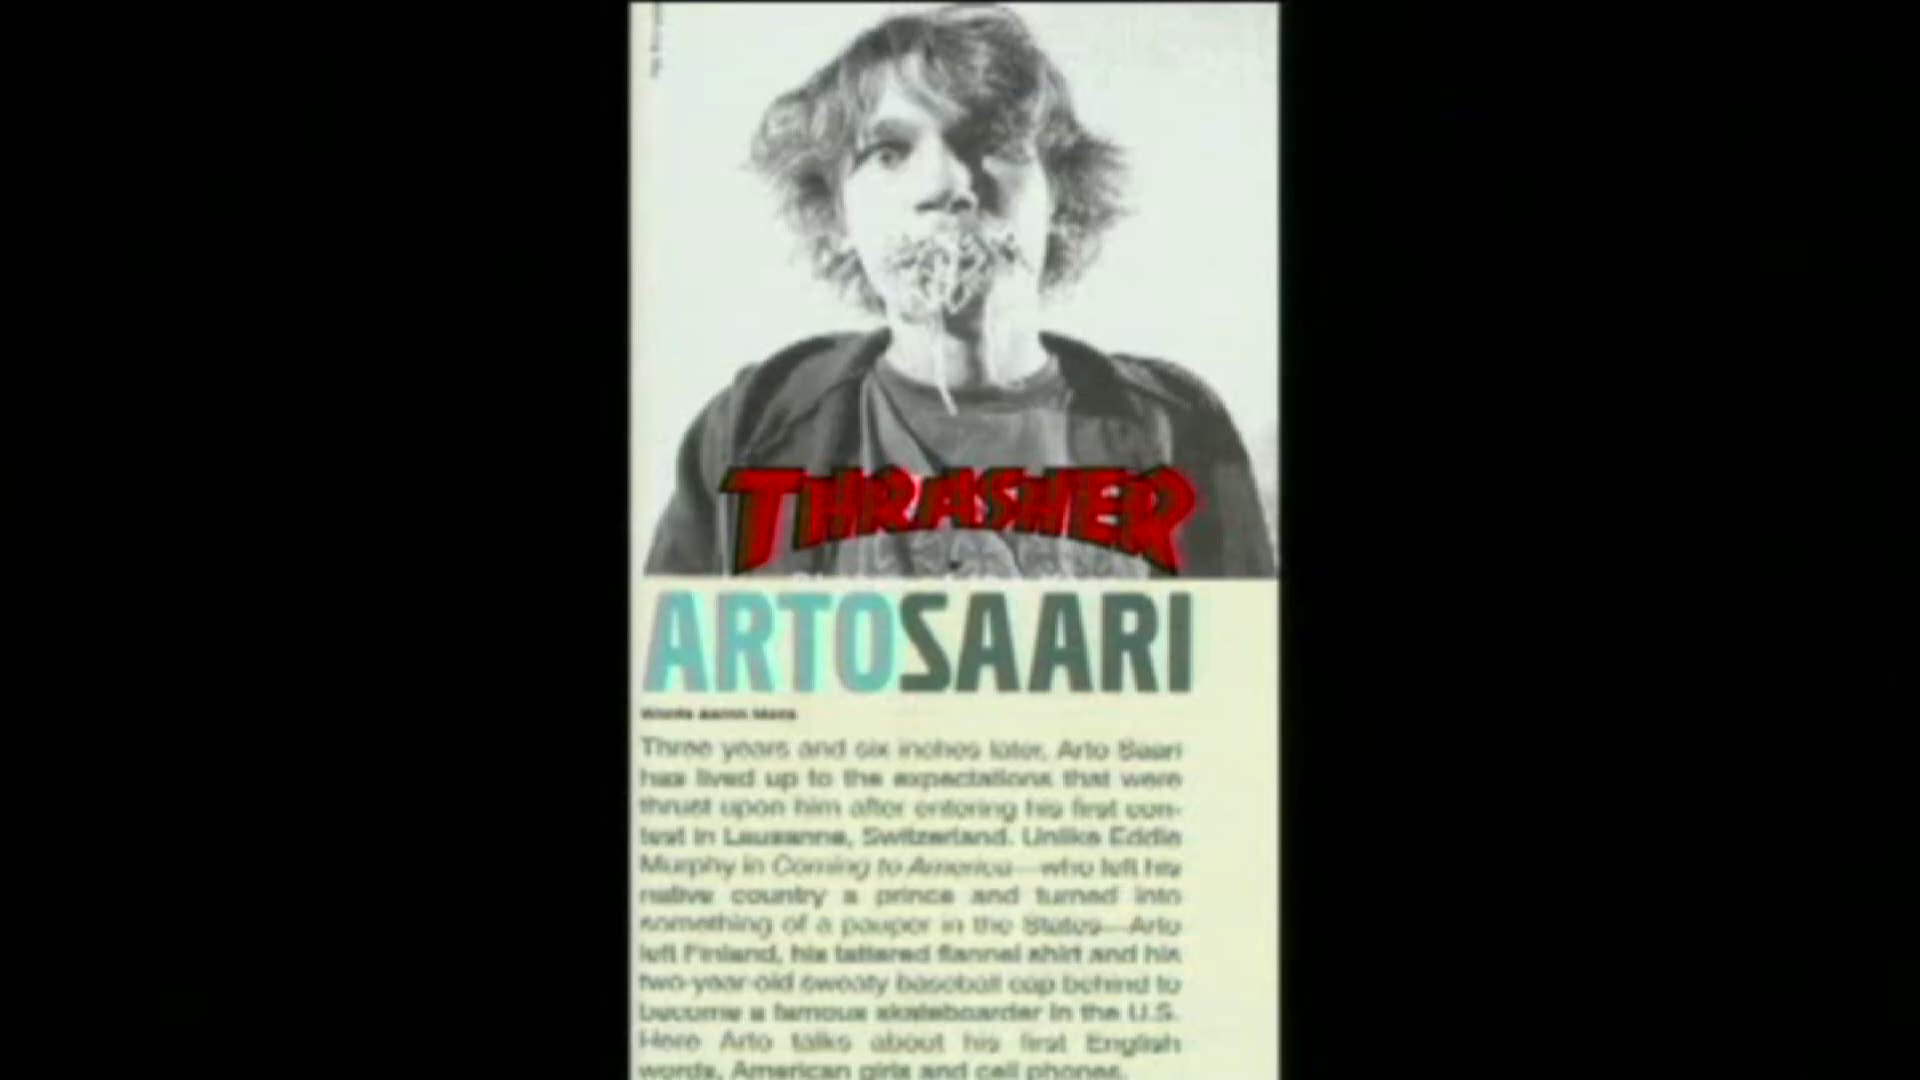 THRASHER
ARTOSAARI
Words Aaron Meza
Three years and six inches later, Arto Saari
has lived up to the expectations that were
thrust upon him after entering his first con-
test in Lausanne, Switzerland. Unlike Eddie
Murphy in Coming to America—who left his
native country a prince and turned into
something of a pauper in the States—Arto
left Finland, his tattered flannel shirt and his
two-year-old sweaty baseball cap behind to
become a famous skateboarder in the U.S.
Here Arto talks about his first English
words, American girls and cell phones.